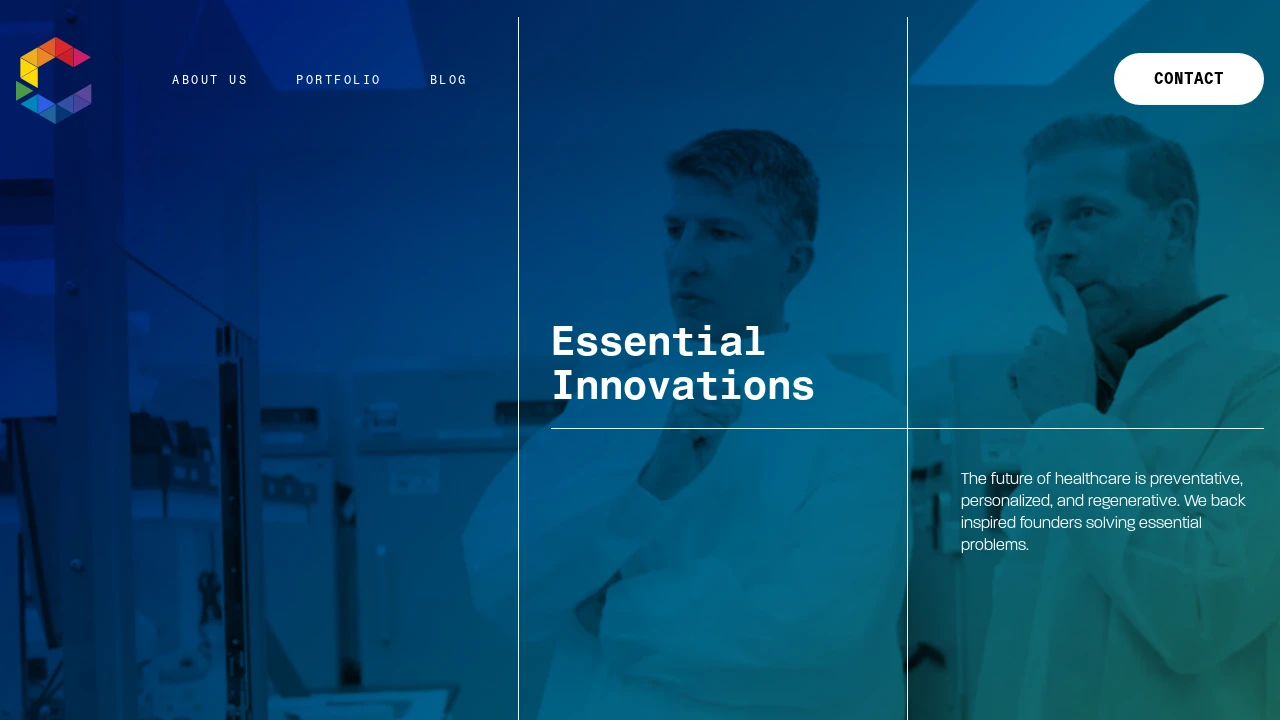 ABOUT US
PORTFOLIO
BLOG
CONTACT
Essential
Innovations
The future of healthcare is preventative,
personalized, and regenerative. We back
inspired founders solving essential
problems.